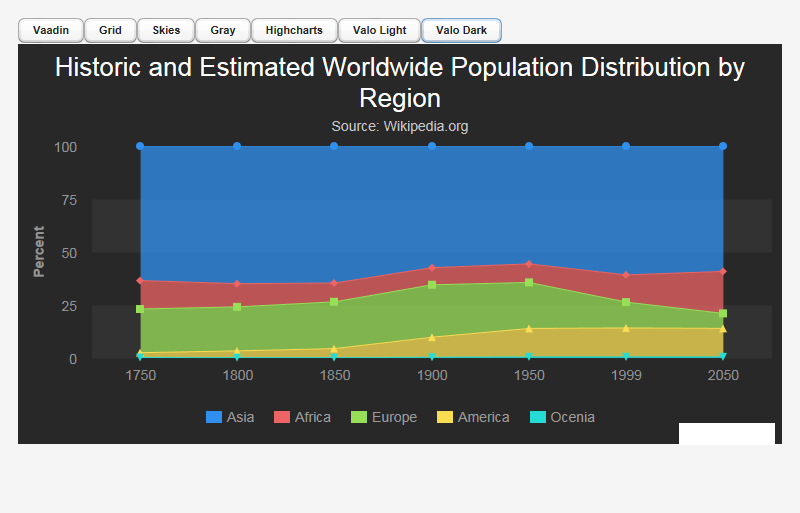 Vaadin Grid Skies Gray Highcharts Valo Light Valo Dark
Historic and Estimated Worldwide Population Distribution by
Region
Source: Wikipedia.org
Percent
100
75
50
25
0
1750 1800 1850 1900 1950 1999 2050
Asia Africa Europe America Ocenia